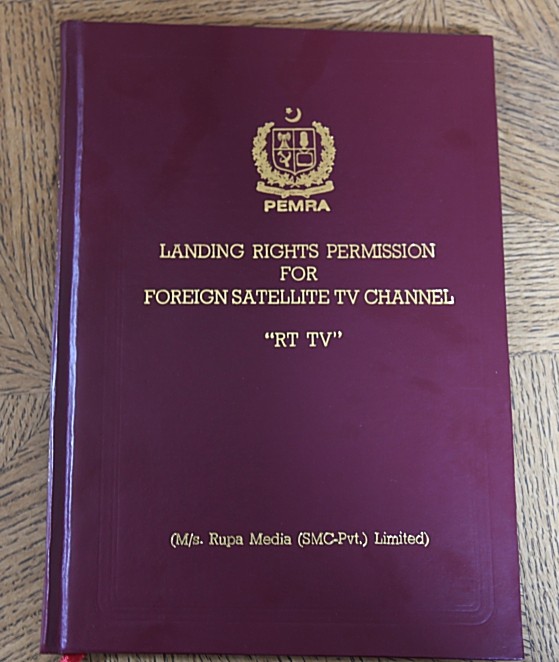 PEMRA
LANDING RIGHTS PERMISSION
FOR
FOREIGN SATELLITE TV CHANNEL
“RT TV”
(M/s. Rupa Media (SMC-Pvt.) Limited)